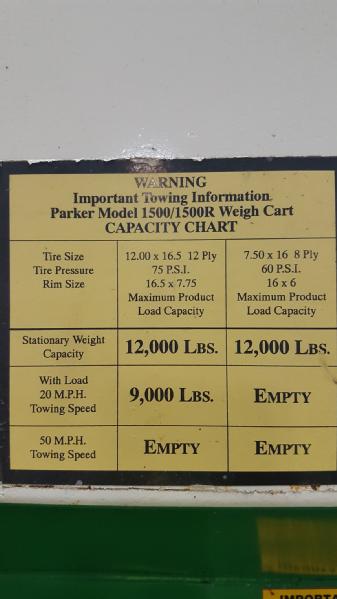 WARNING
Important Towing Information
Parker Model 1500/1500R Weigh Cart
CAPACITY CHART
Tire Size
Tire Pressure
Rim Size
12.00 x 16.5 12 Ply
75 P.S.I.
16.5 x 7.75
Maximum Product
Load Capacity
7.50 x 16 8 Ply
60 P.S.I.
16 x 6
Maximum Product
Load Capacity
Stationary Weight
Capacity
12,000 LBS.
12,000 LBS.
With Load
20 M.P.H.
Towing Speed
9,000 LBS.
EMPTY
50 M.P.H.
Towing Speed
EMPTY
EMPTY